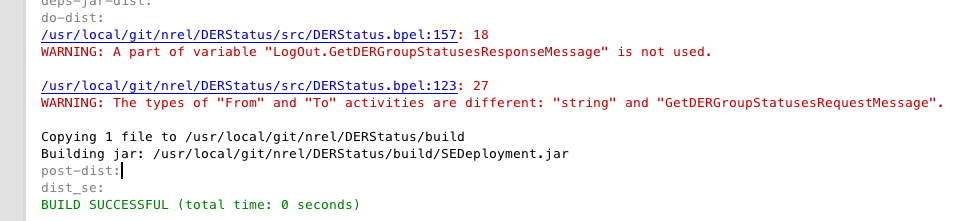 deps-jar-dist:
do-dist:
/usr/local/git/nrel/DERStatus/src/DERStatus.bpel:157: 18
WARNING: A part of variable "LogOut.GetDERGroupStatusesResponseMessage" is not used.
/usr/local/git/nrel/DERStatus/src/DERStatus.bpel:123: 27
WARNING: The types of "From" and "To" activities are different: "string" and "GetDERGroupStatusesRequestMessage".
Copying 1 file to /usr/local/git/nrel/DERStatus/build
Building jar: /usr/local/git/nrel/DERStatus/build/SEDeployment.jar
post-dist:
dist_se:
BUILD SUCCESSFUL (total time: 0 seconds)